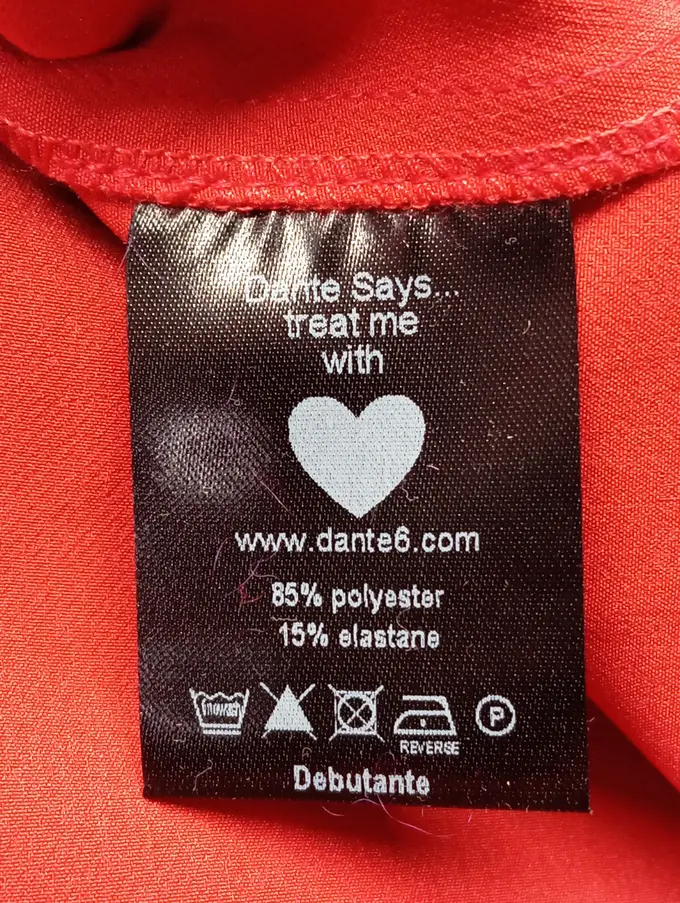 Dante Says...
treat me
with
www.dante6.com
85% polyester
15% elastane
P
REVERSE
Debutante